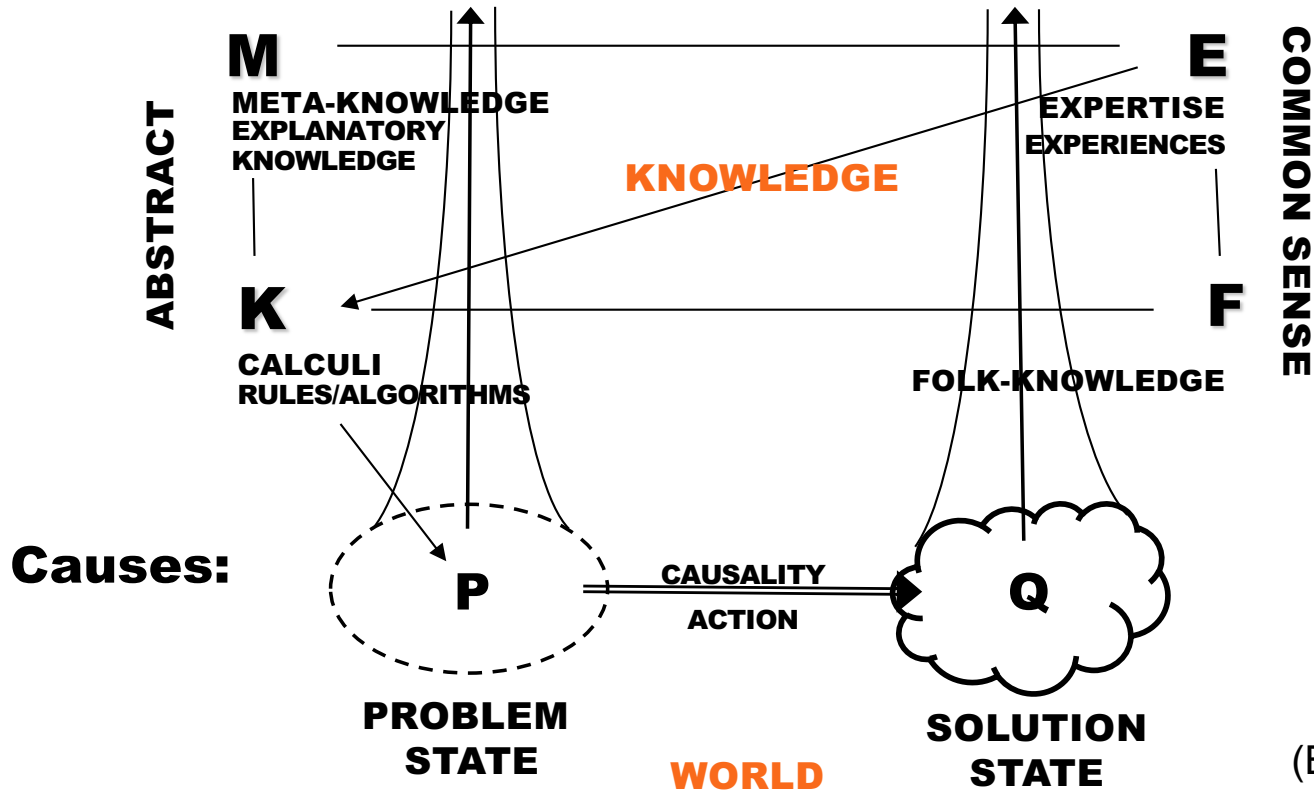 M
META-KNOWLEDGE
EXPLANATORY
KNOWLEDGE
ABSTRACT
E
EXPERTISE
EXPERIENCES
COMMON SENSE
KNOWLEDGE
K
CALCULI
RULES/ALGORITHMS
F
FOLK-KNOWLEDGE
Causes:
P
CAUSALITY
ACTION
Q
PROBLEM
STATE
SOLUTION
STATE
WORLD
(E